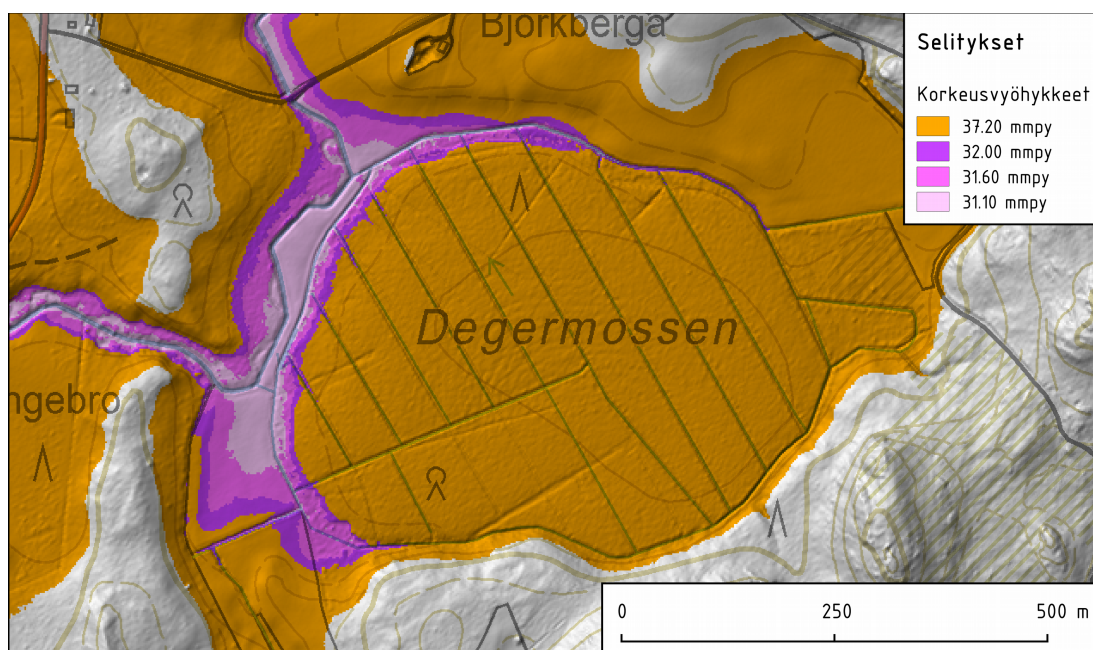 Björkberga
Selitykset
Korkeusvyöhykkeet
37.20 mmpy
32.00 mmpy
31.60 mmpy
31.10 mmpy
Degermossen
ngebro
0 250 500 m